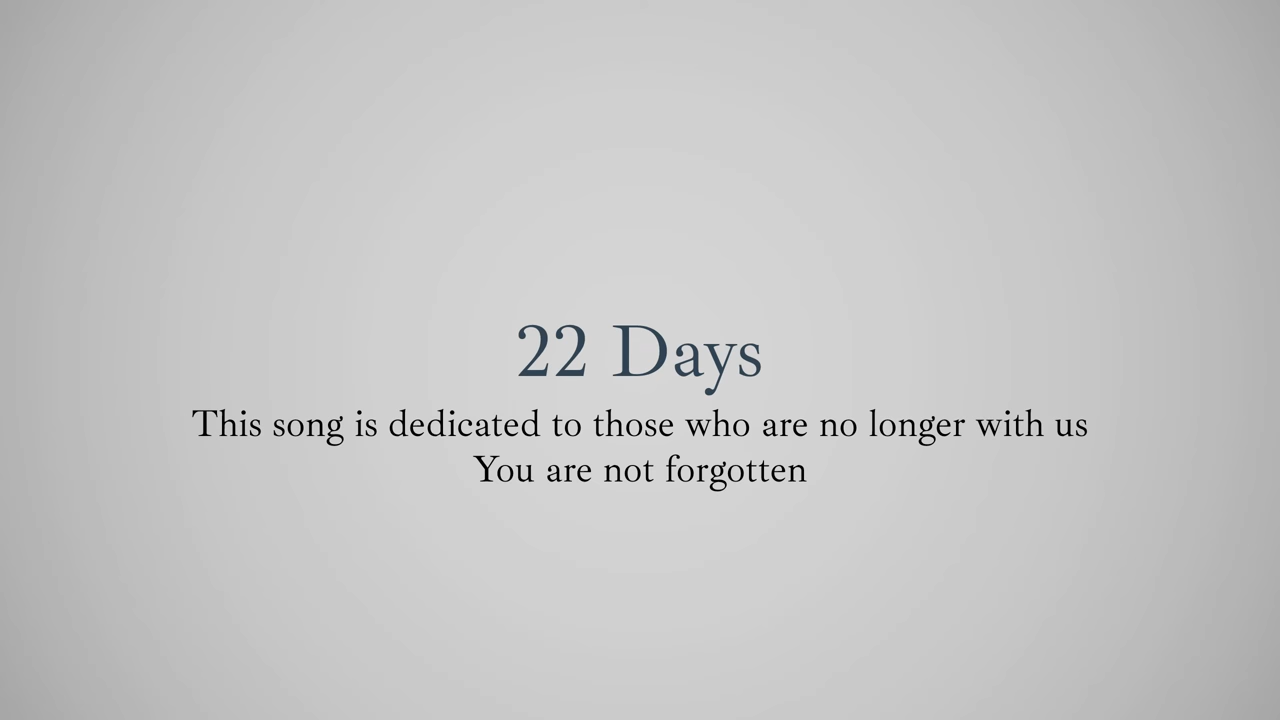 22 Days
This song is dedicated to those who are no longer with us
You are not forgotten